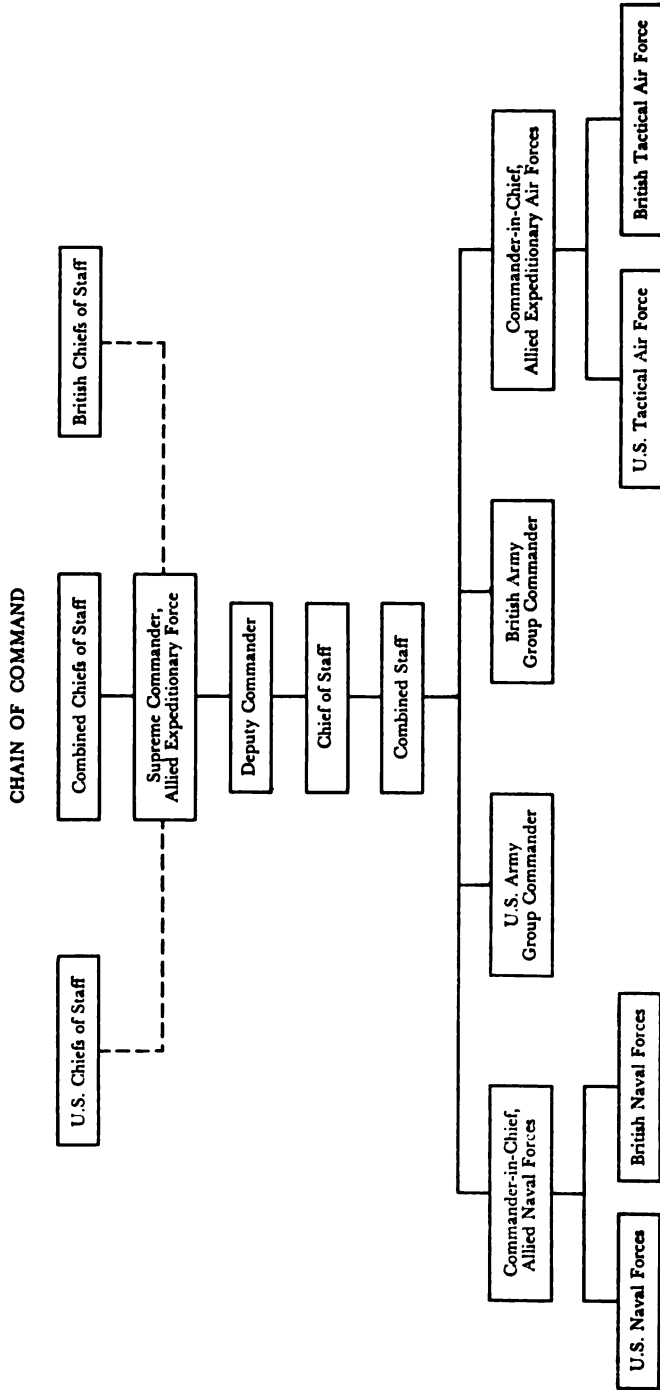 CHAIN OF COMMAND
U.S. Chiefs of Staff
Combined Chiefs of Staff
British Chiefs of Staff
Supreme Commander,
Allied Expeditionary Force
Deputy Commander
Chief of Staff
Combined Staff
Commander-in-Chief,
Allied Naval Forces
U.S. Army
Group Commander
British Army
Group Commander
Commander-in-Chief,
Allied Expeditionary Air Forces
U.S. Naval Forces
British Naval Forces
U.S. Tactical Air Force
British Tactical Air Force